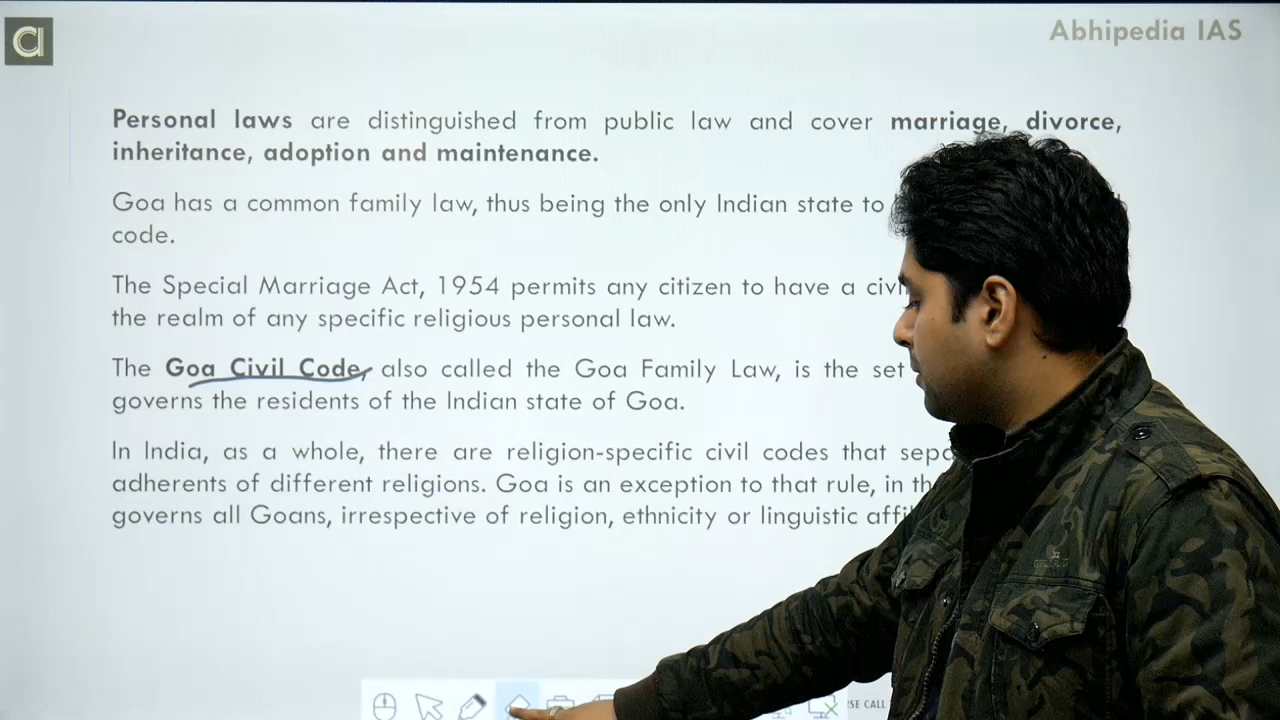 Abhipedia IAS
Personal laws are distinguished from public law and cover marriage, divorce,
inheritance, adoption and maintenance.
Goa has a common family law, thus being the only Indian state to
code.
The Special Marriage Act, 1954 permits any citizen to have a
the realm of any specific religious personal law.
The Goa Civil Code, also called the Goa Family Law, is the set
governs the residents of the Indian state of Goa.
In India, as a whole, there are religion-specific civil codes that
adherents of different religions. Goa is an exception to that rule, in
governs all Goans, irrespective of religion, ethnicity or linguistic
CALL